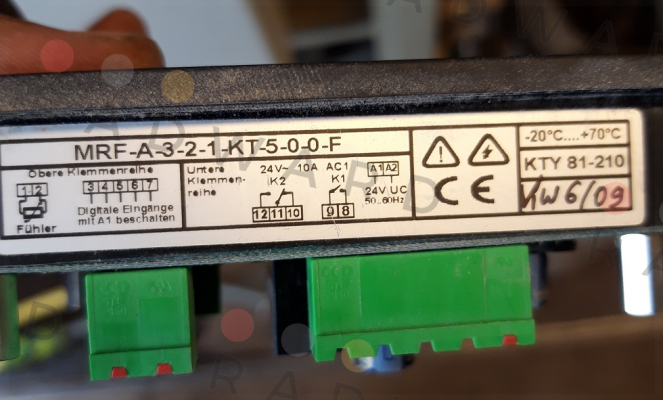 MRF-A-3-2-1-KT-5-0-0-F
Obere Klemmenreihe
1 2
Fühler
3 4 5 6 7
Digitale Eingänge
mit A1 beschalten
Untere
Klemmen-
reihe
24V~ 10A AC1
K2 K1
12 11 10 9 8
A1 A2
24V UC
50..60Hz
CE
-20°C....+70°C
KTY 81-210
KW6/09
RADWARD